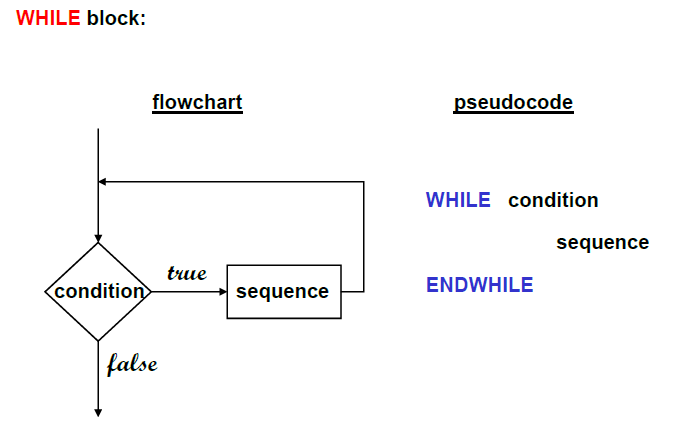 WHILE block:
flowchart
pseudocode
condition
true
sequence
false
WHILE condition
sequence
ENDWHILE